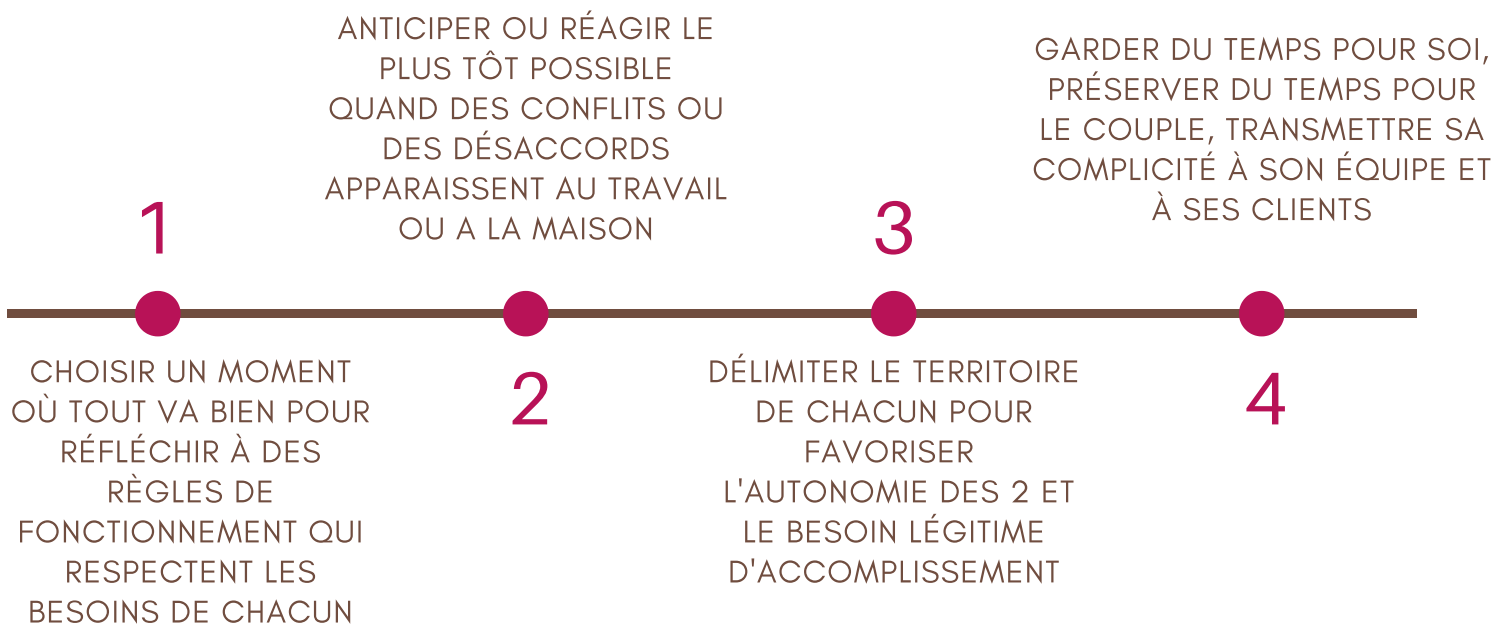 1
CHOISIR UN MOMENT
OÙ TOUT VA BIEN POUR
RÉFLÉCHIR À DES
RÈGLES DE
FONCTIONNEMENT QUI
RESPECTENT LES
BESOINS DE CHACUN
ANTICIPER OU RÉAGIR LE
PLUS TÔT POSSIBLE
QUAND DES CONFLITS OU
DES DÉSACCORDS
APPARAISSENT AU TRAVAIL
OU A LA MAISON
2
3
DÉLIMITER LE TERRITOIRE
DE CHACUN POUR
FAVORISER
L'AUTONOMIE DES 2 ET
LE BESOIN LÉGITIME
D'ACCOMPLISSEMENT
GARDER DU TEMPS POUR SOI,
PRÉSERVER DU TEMPS POUR
LE COUPLE, TRANSMETTRE SA
COMPLICITÉ À SON ÉQUIPE ET
À SES CLIENTS
4